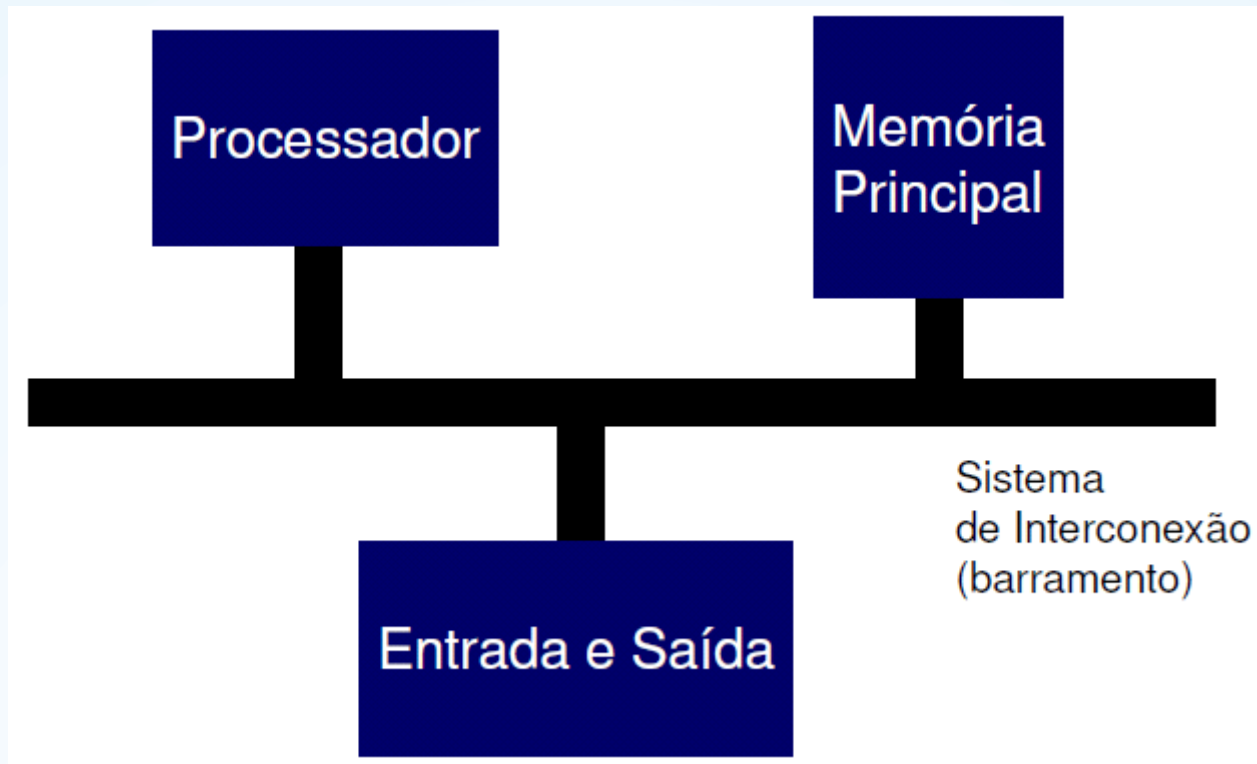 Processador
Memória
Principal
Sistema
de Interconexão
(barramento)
Entrada e Saída